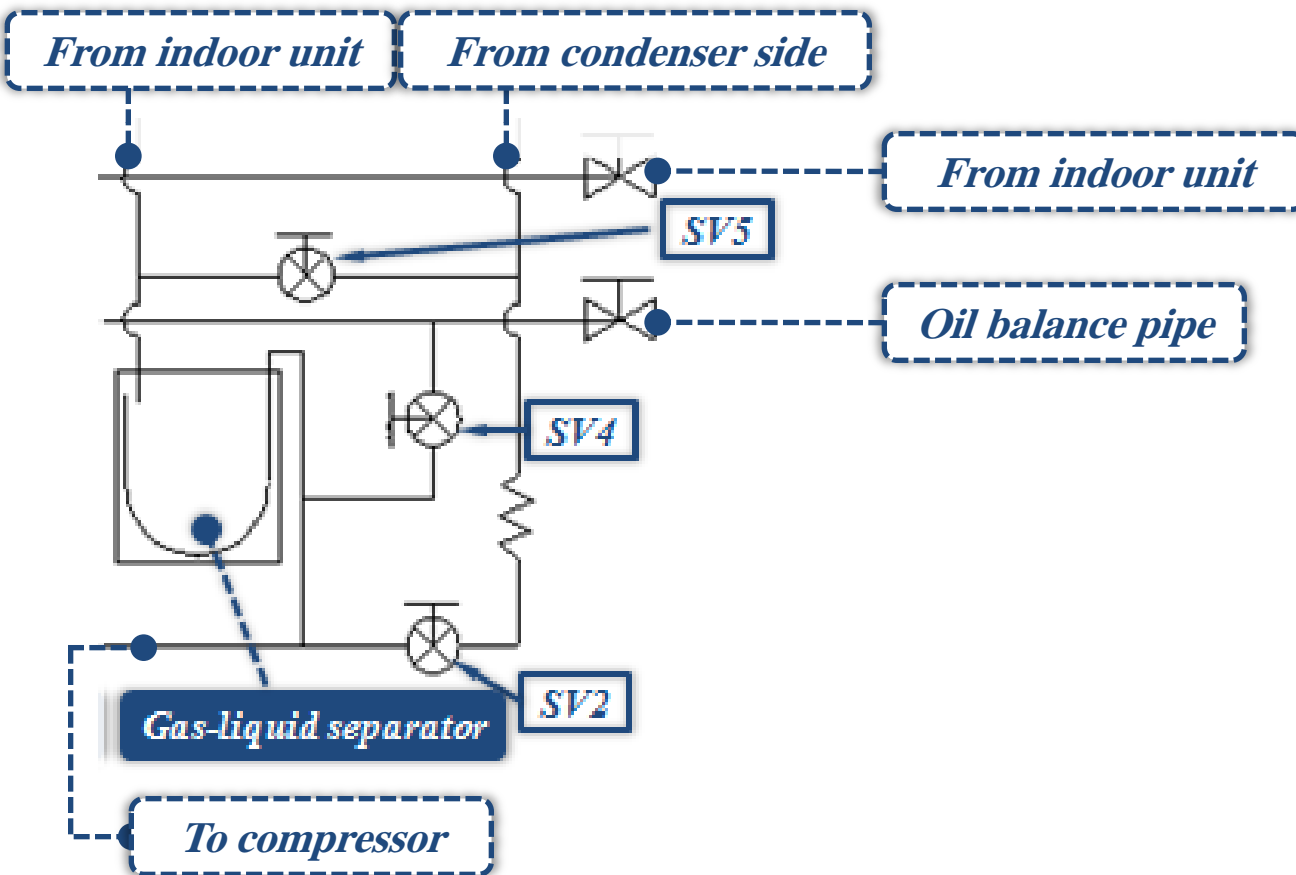 From indoor unit
From condenser side
From indoor unit
SV5
Oil balance pipe
SV4
SV2
Gas-liquid separator
To compressor